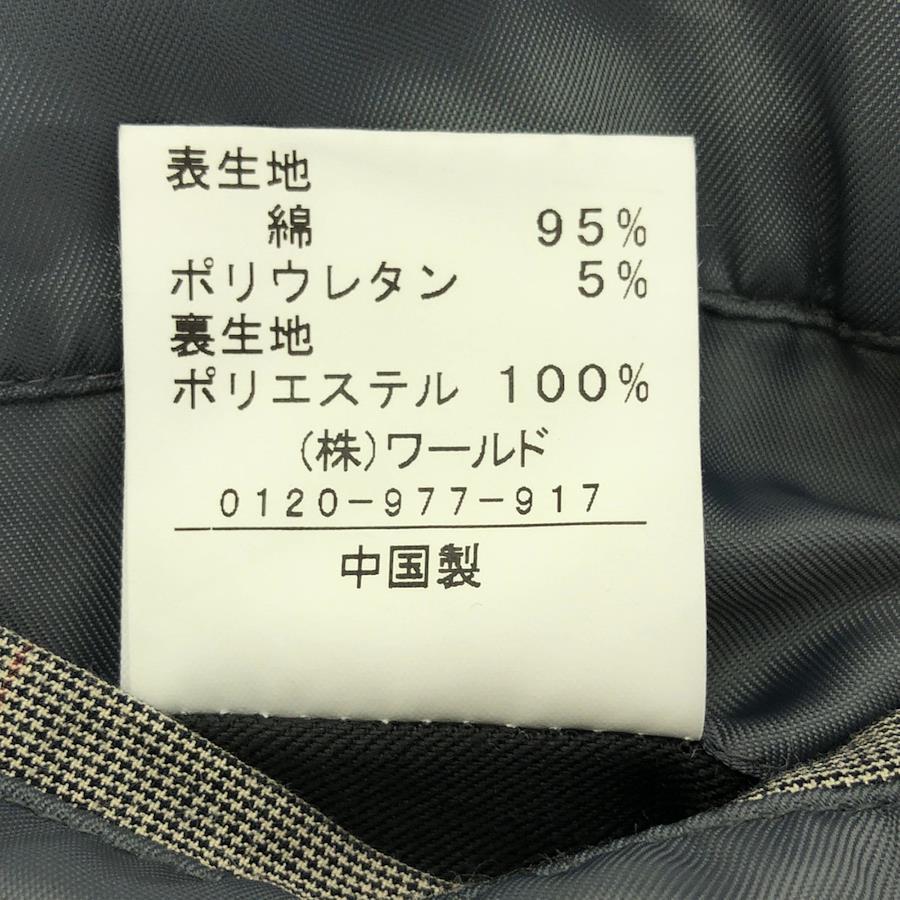 表生地
綿 95%
ポリウレタン 5%
裏生地
ポリエステル 100%
(株)ワールド
0120-977-917
中国製